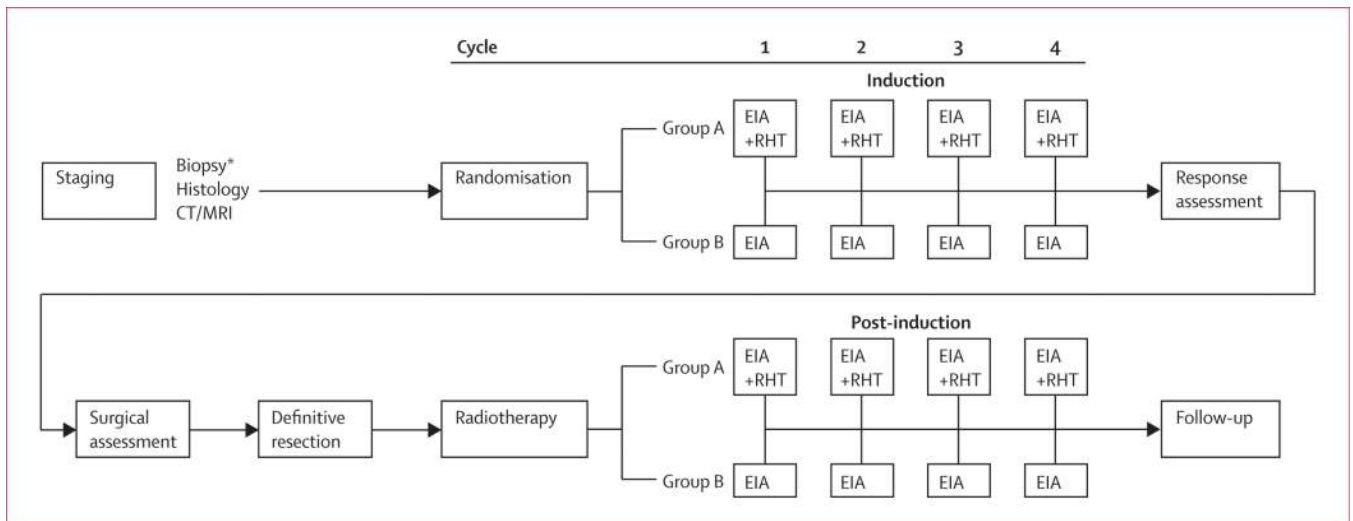 Cycle 1 2 3 4
Induction
Group A
EIA
+RHT
EIA
+RHT
EIA
+RHT
EIA
+RHT
Staging
Biopsy*
Histology
CT/MRI
Randomisation
Response
assessment
Group B
EIA
EIA
EIA
EIA
Post-induction
Group A
EIA
+RHT
EIA
+RHT
EIA
+RHT
EIA
+RHT
Surgical
assessment
Definitive
resection
Radiotherapy
Follow-up
Group B
EIA
EIA
EIA
EIA